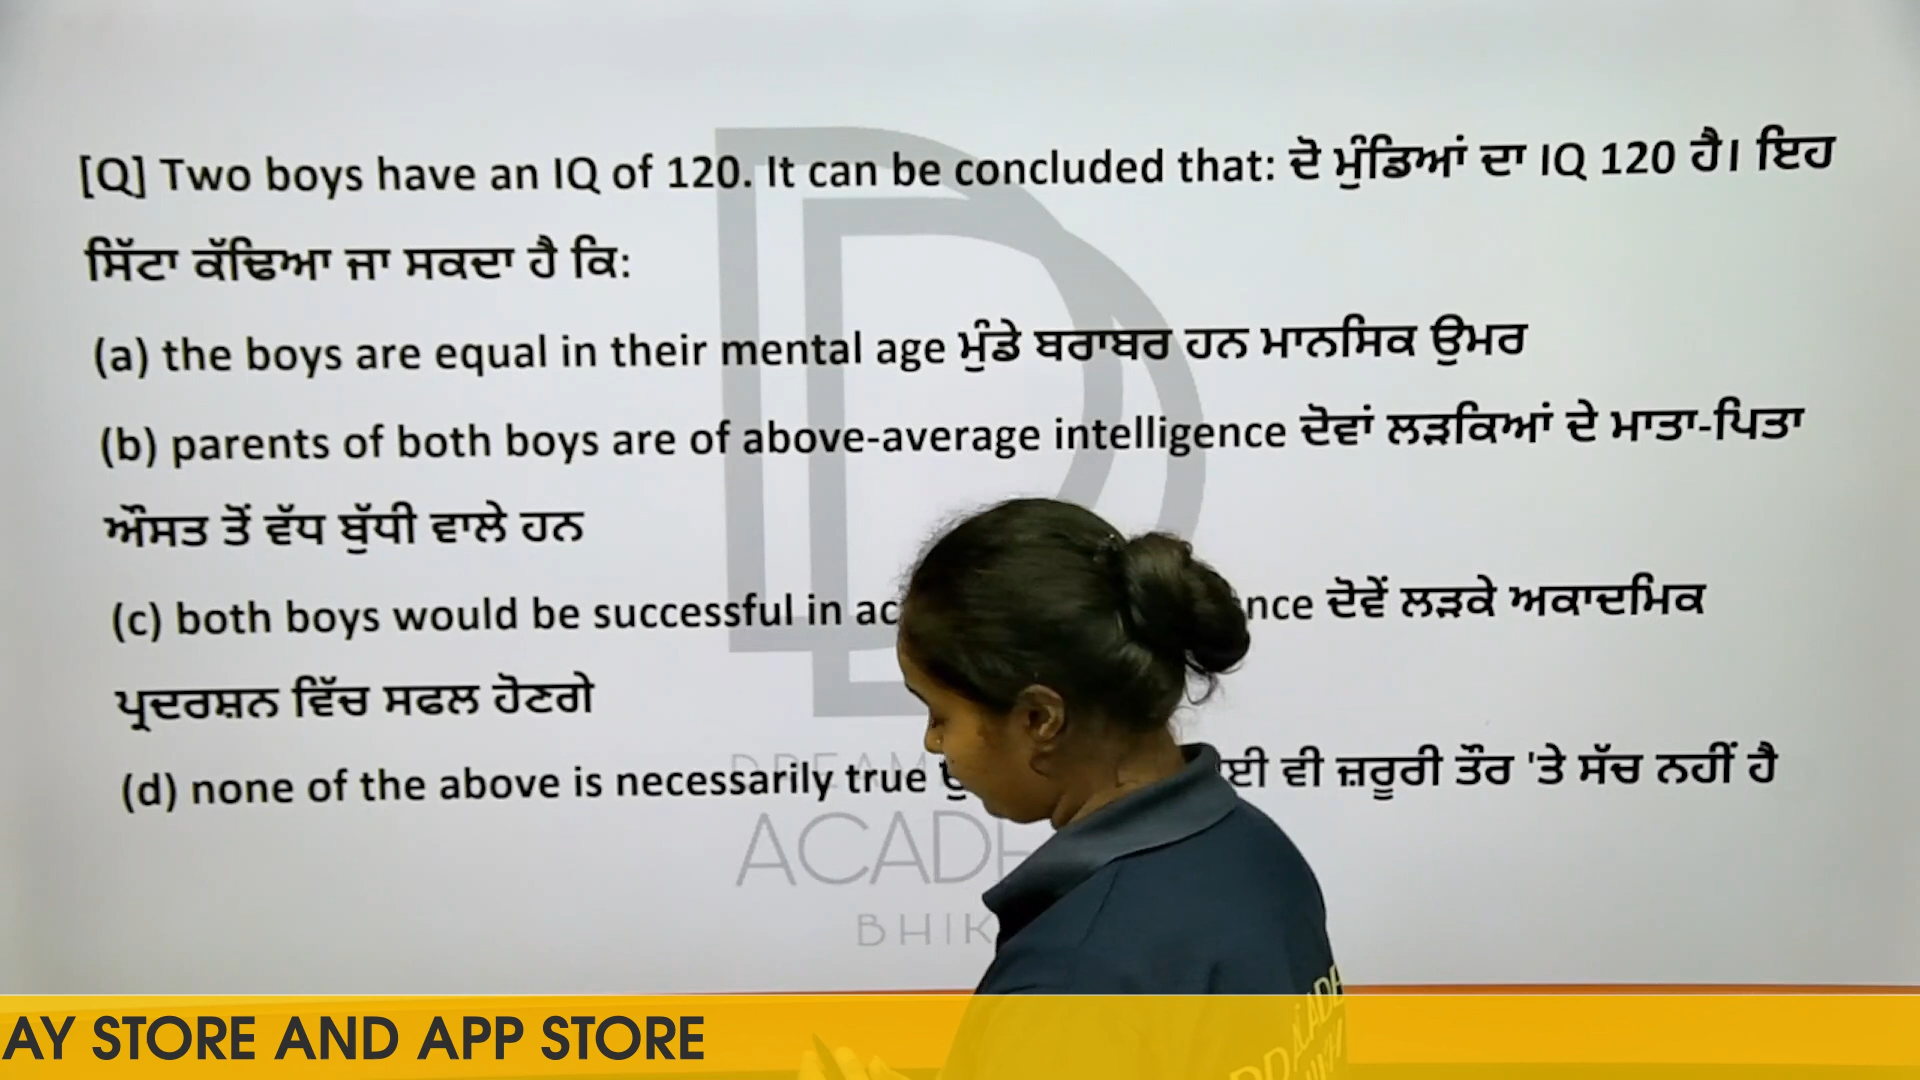 [Q] Two boys have an IQ of 120. It can be concluded that: ਦੋ ਮੁੰਡਿਆਂ ਦਾ IQ 120 ਹੈ। ਇਹ
ਸਿੱਟਾ ਕੱਢਿਆ ਜਾ ਸਕਦਾ ਹੈ ਕਿ:
(a) the boys are equal in their mental age ਮੁੰਡੇ ਬਰਾਬਰ ਹਨ ਮਾਨਸਿਕ ਉਮਰ
(b) parents of both boys are of above-average intelligence ਦੋਵਾਂ ਲੜਕਿਆਂ ਦੇ ਮਾਤਾ-ਪਿਤਾ
ਔਸਤ ਤੋਂ ਵੱਧ ਬੁੱਧੀ ਵਾਲੇ ਹਨ
(c) both boys would be successful in ਦੋਵੇਂ ਲੜਕੇ ਅਕਾਦਮਿਕ
ਪ੍ਰਦਰਸ਼ਨ ਵਿੱਚ ਸਫਲ ਹੋਣਗੇ
(d) none of the above is necessarily true ਵੀ ਜ਼ਰੂਰੀ ਤੌਰ 'ਤੇ ਸੱਚ ਨਹੀਂ ਹੈ
AY STORE AND APP STORE